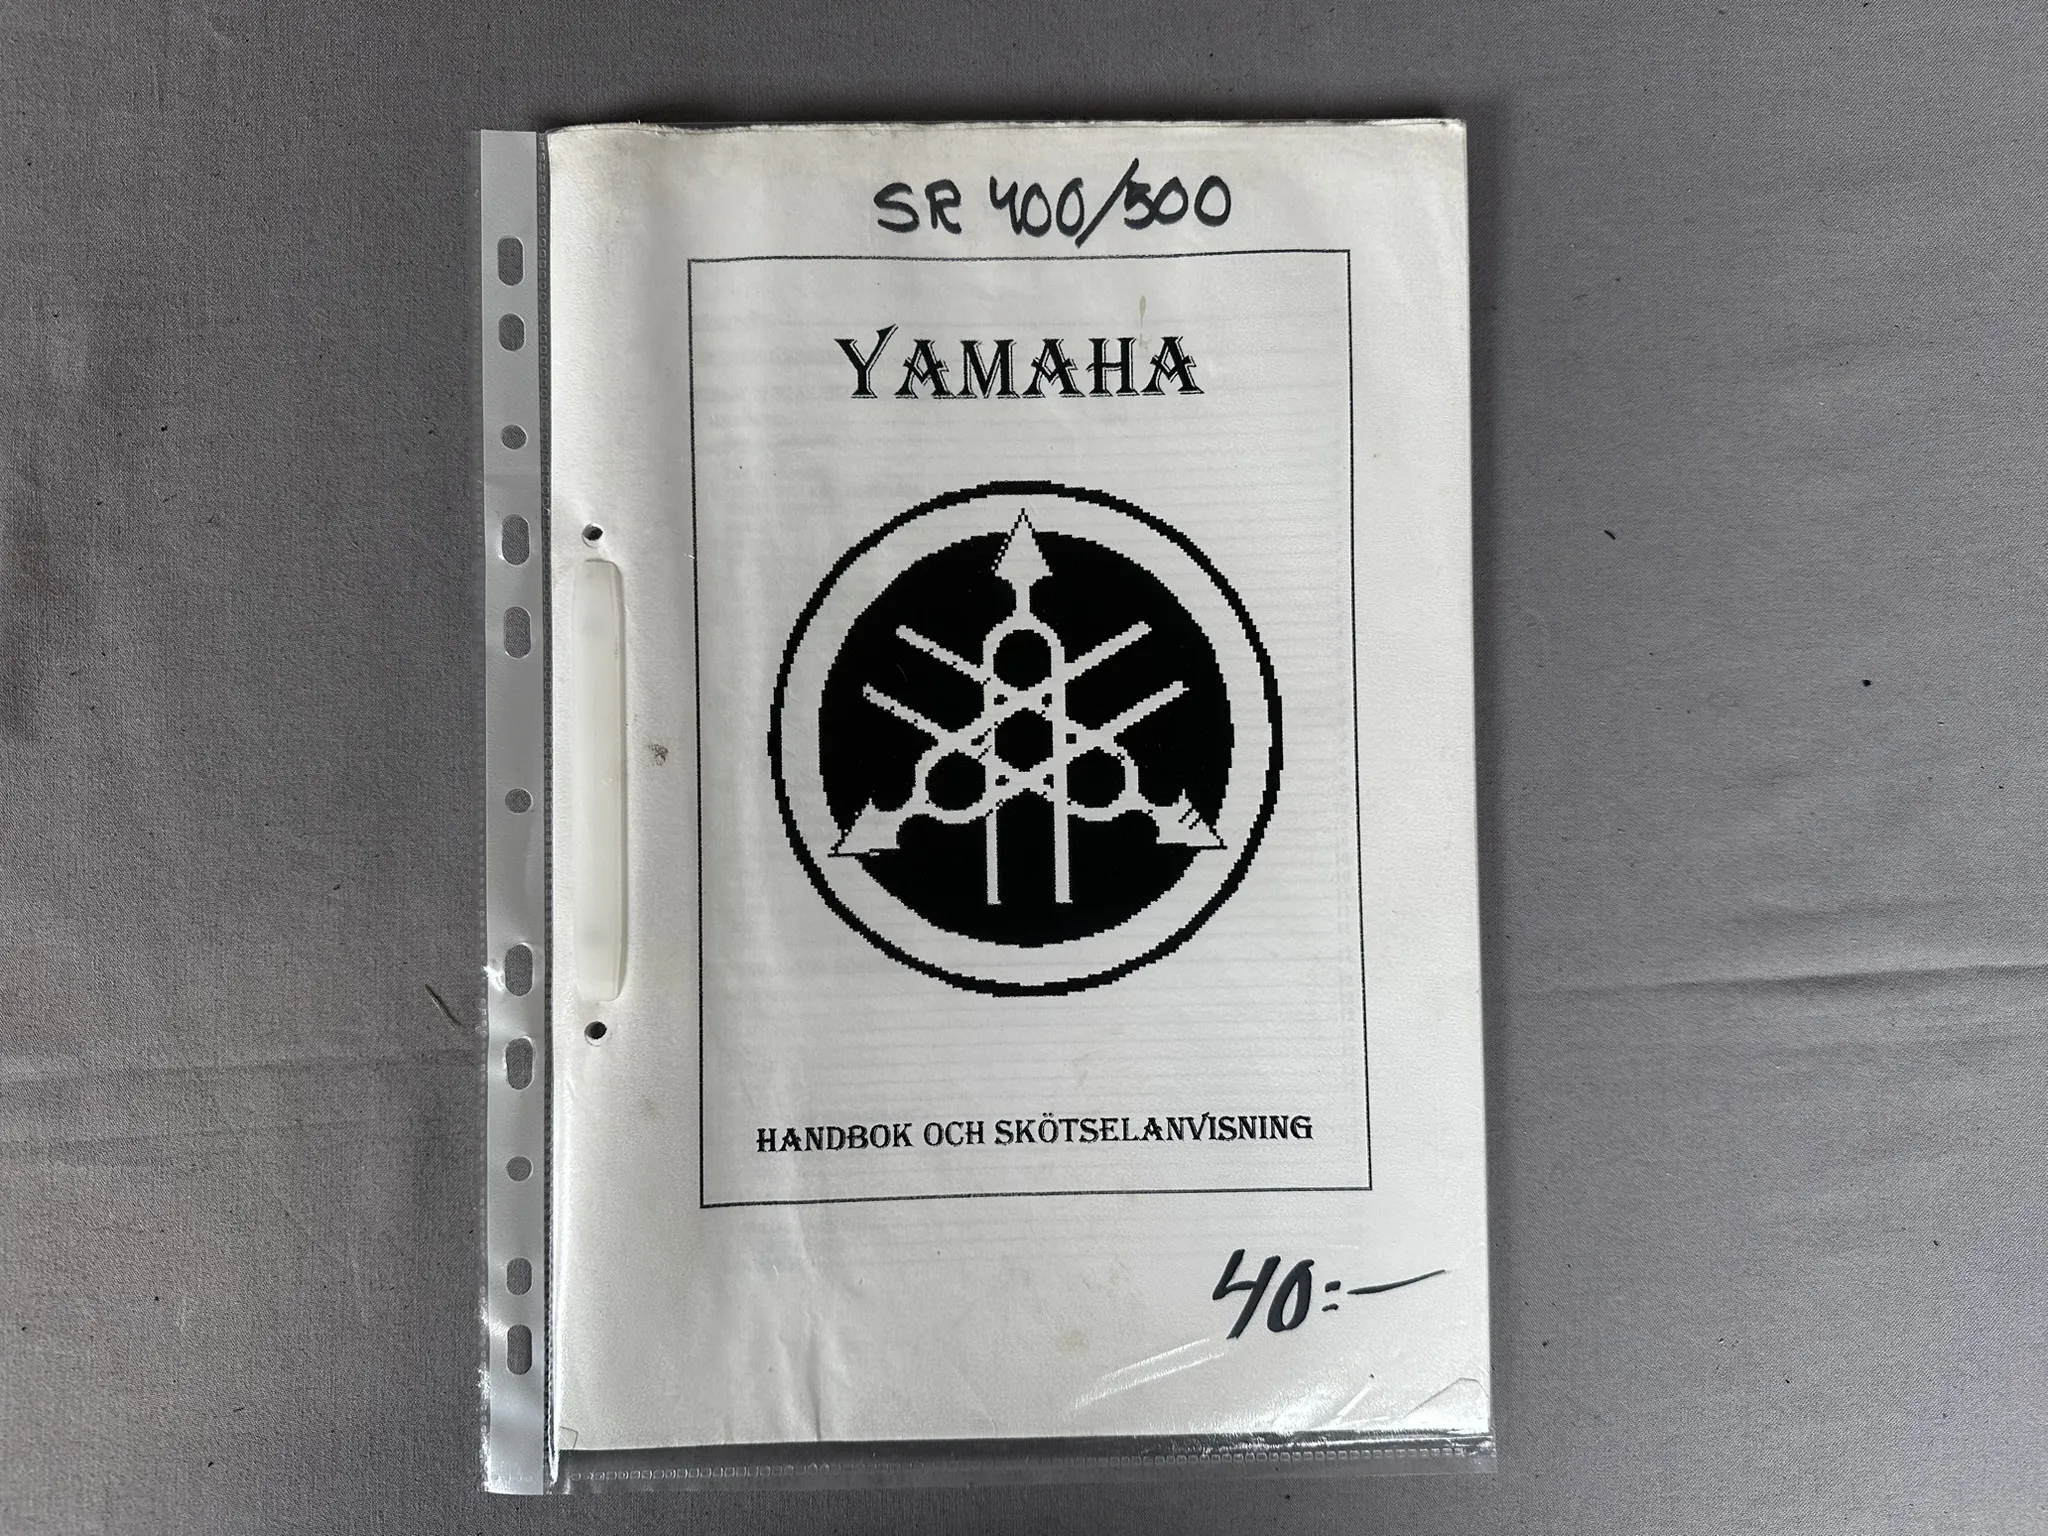 SR 400/500
YAMAHA
HANDBOK OCH SKÖTSELANVISNING
40:-